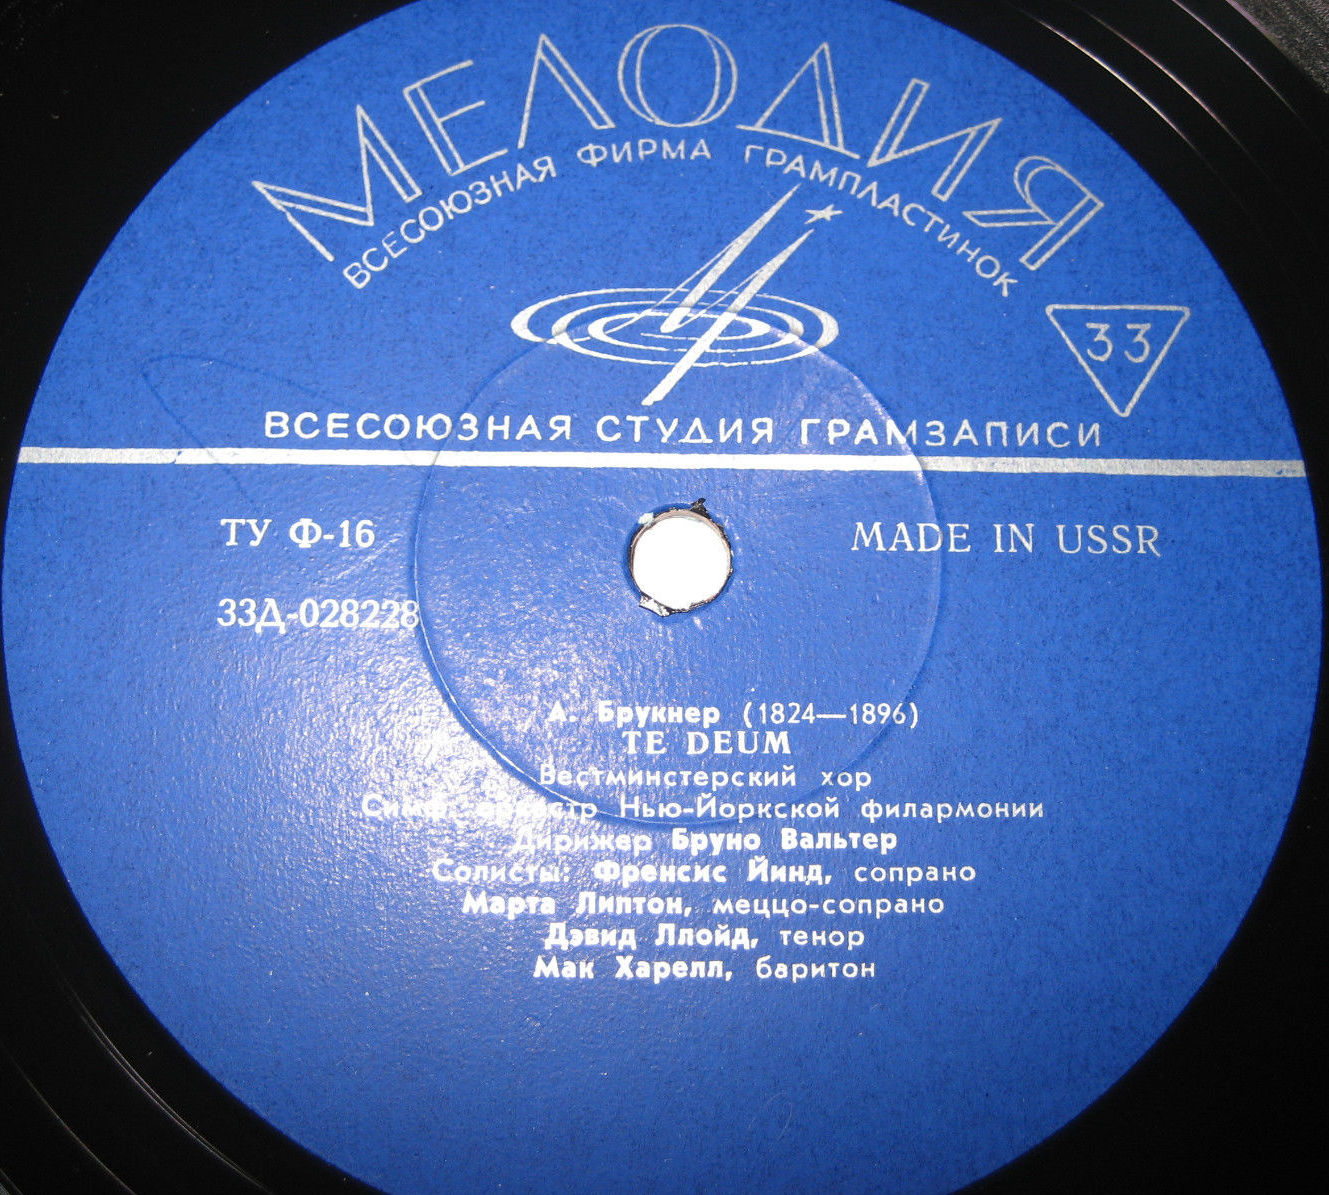 МЕЛОДИЯ
ВСЕСОЮЗНАЯ ФИРМА ГРАМПЛАСТИНОК
33
ВСЕСОЮЗНАЯ СТУДИЯ ГРАМЗАПИСИ
ТУ Ф-16
MADE IN USSR
33Д-028228
А. Брукнер (1824—1896)
TE DEUM
Вестминстерский хор
Симф. оркестр Нью-Йоркской филармонии
Дирижер Бруно Вальтер
Солисты: Френсис Йинд, сопрано
Марта Липтон, меццо-сопрано
Дэвид Ллойд, тенор
Мак Харелл, баритон